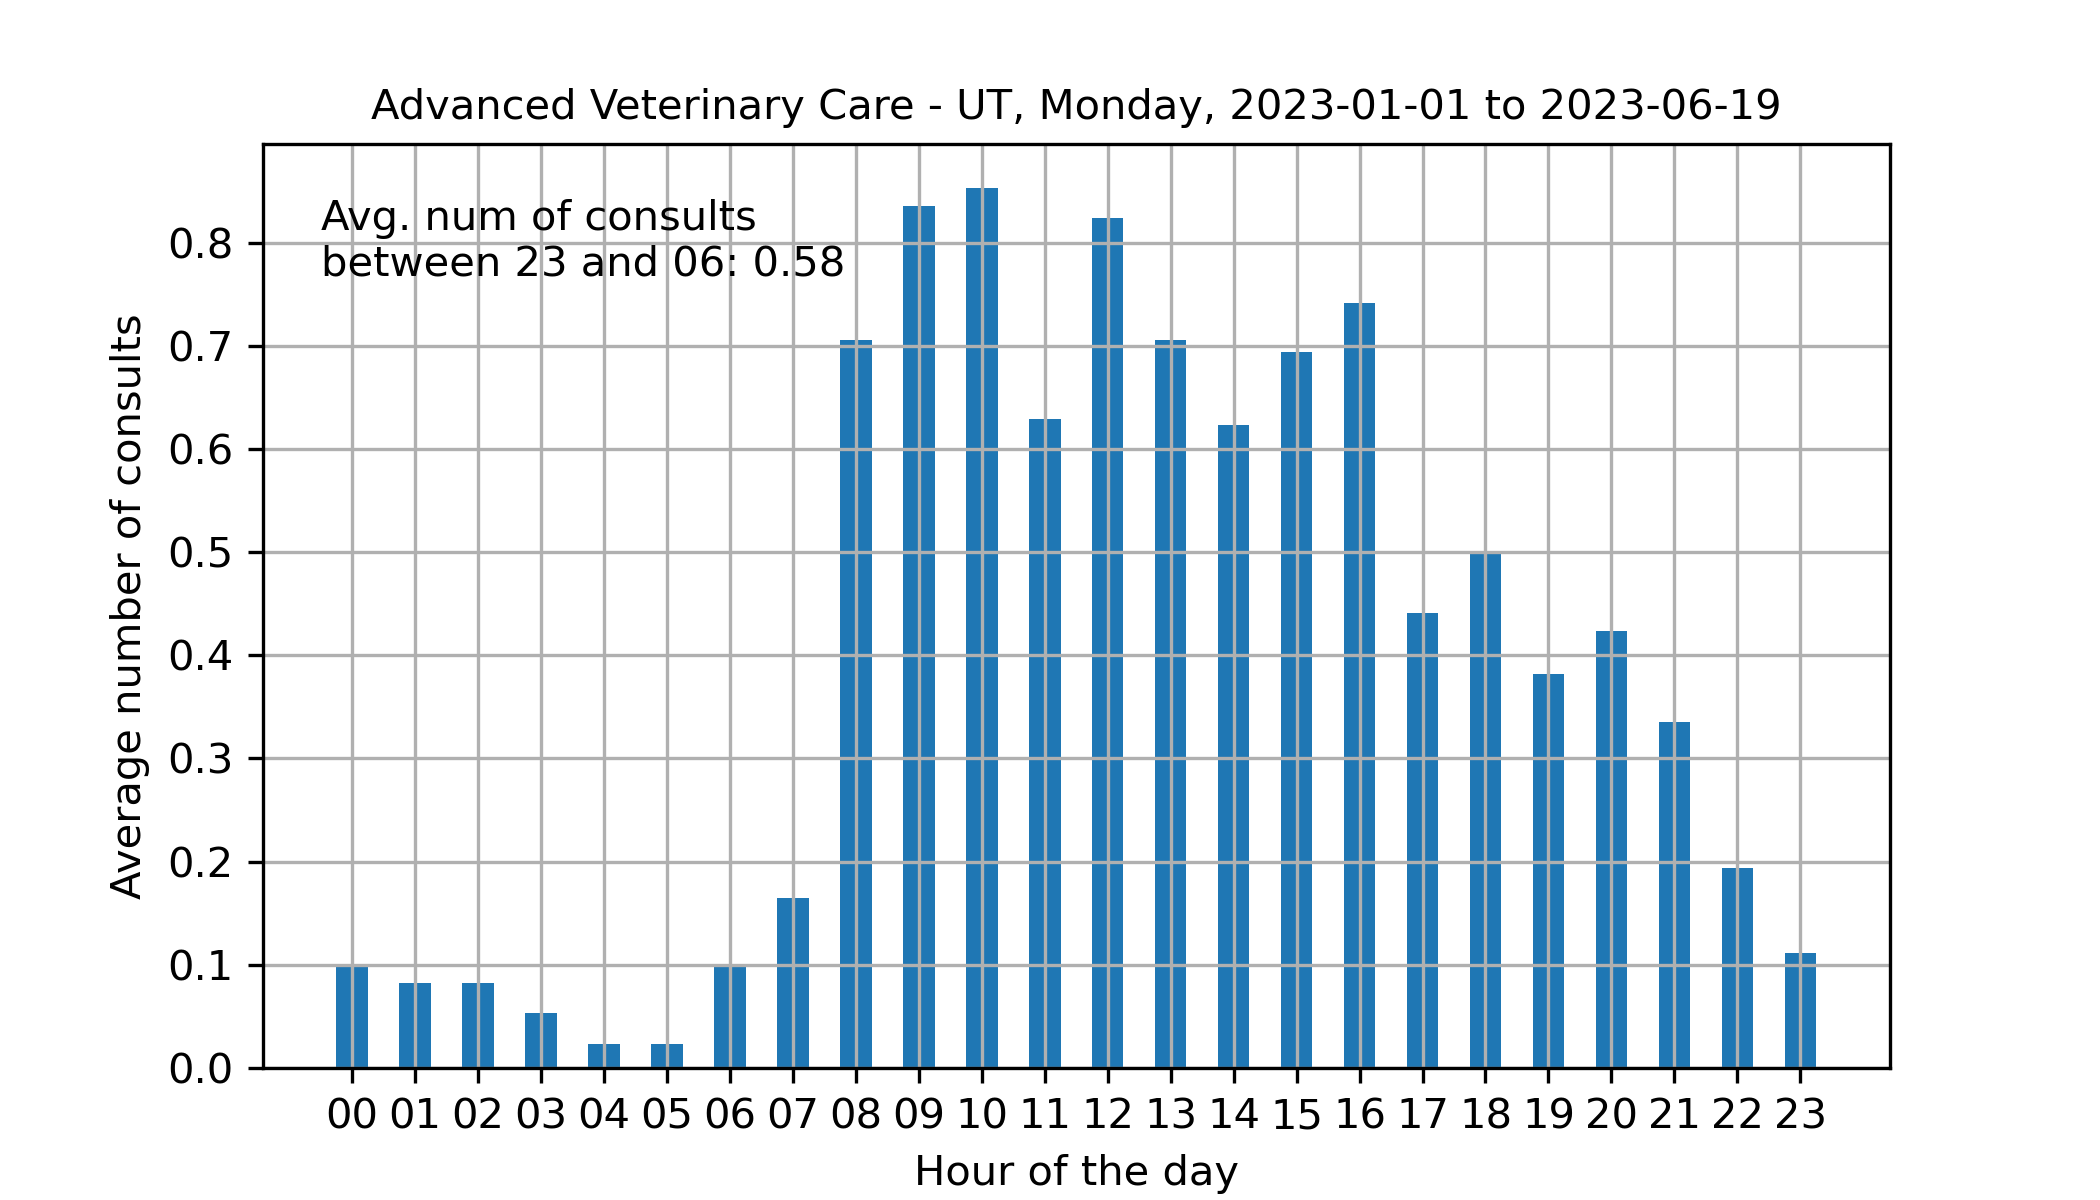 Advanced Veterinary Care - UT, Monday, 2023-01-01 to 2023-06-19
Avg. num of consults
between 23 and 06: 0.58
Average number of consults
0.8
0.7
0.6
0.5
0.4
0.3
0.2
0.1
0.0
00 01 02 03 04 05 06 07 08 09 10 11 12 13 14 15 16 17 18 19 20 21 22 23
Hour of the day